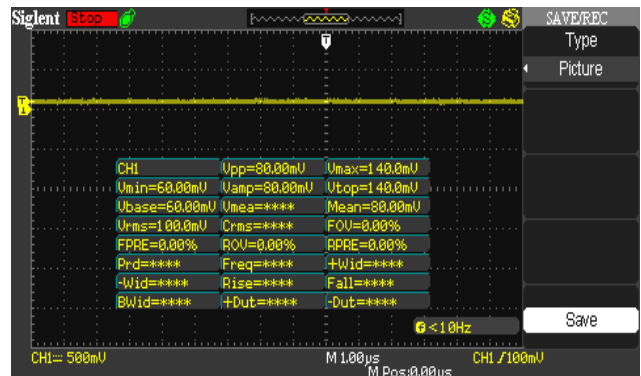 Siglent Stop SAVE/REC
T Type
Picture
T
1
CH1 Vpp=80.00mV Vmax=140.0mV
Vmin=60.00mV Vamp=80.00mV Vtop=140.0mV
Vbase=60.00mV Vmea=**** Mean=80.00mV
Vrms=100.0mV Crms=**** FOV=0.00%
FPRE=0.00% ROV=0.00% RPRE=0.00%
Prd=**** Freq=**** +Wid=****
-Wid=**** Rise=**** Fall=****
BWid=**** +Dut=**** -Dut=****
<10Hz Save
CH1 500mV M 1.00μs CH1 /100mV
M Pos:0.00μs